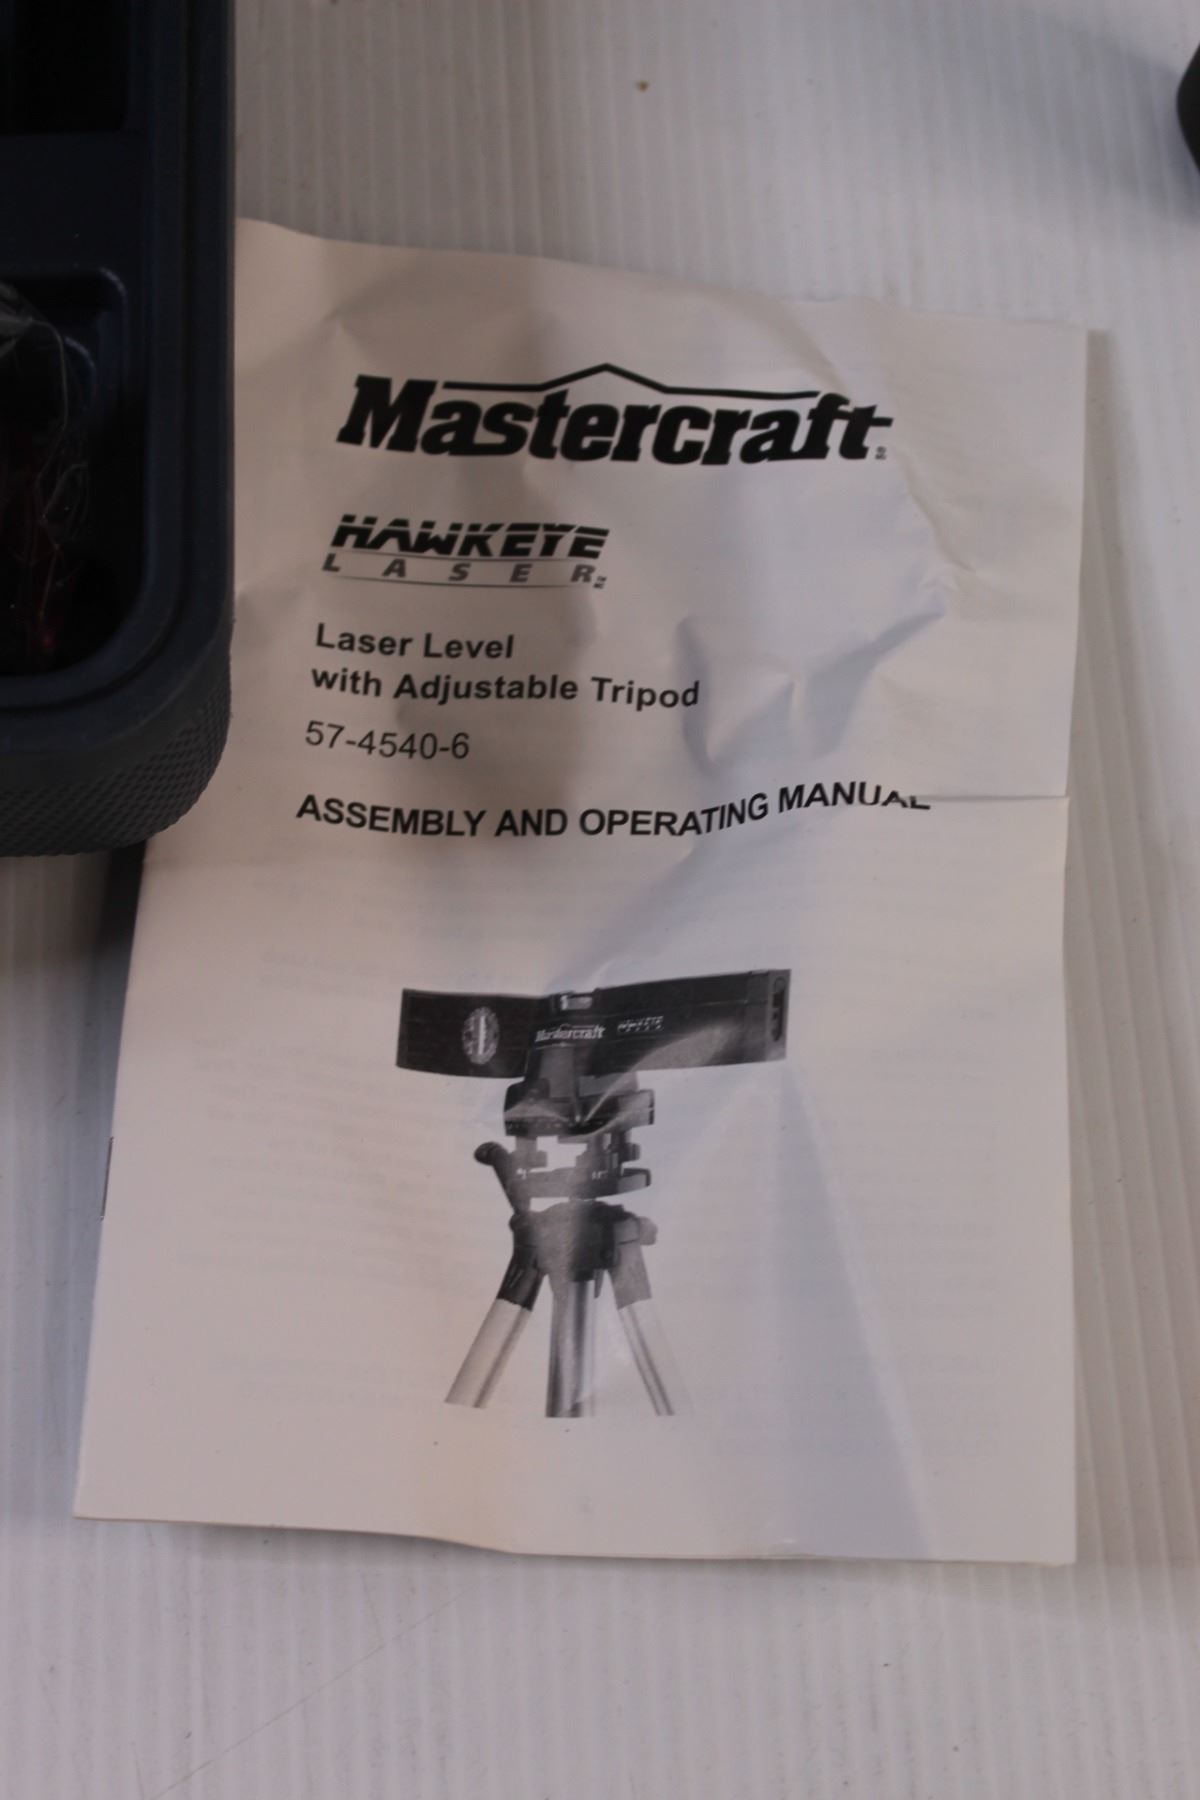 Mastercraft
HAWKEYE
LASER
Laser Level
with Adjustable Tripod
57-4540-6
ASSEMBLY AND OPERATING MANUAL
Mastercraft